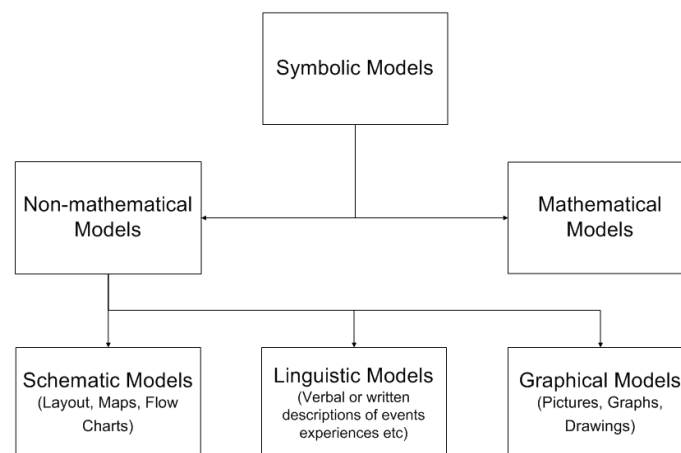 Symbolic Models
Non-mathematical
Models
Mathematical
Models
Schematic Models
(Layout, Maps, Flow
Charts)
Linguistic Models
(Verbal or written
descriptions of events
experiences etc)
Graphical Models
(Pictures, Graphs,
Drawings)